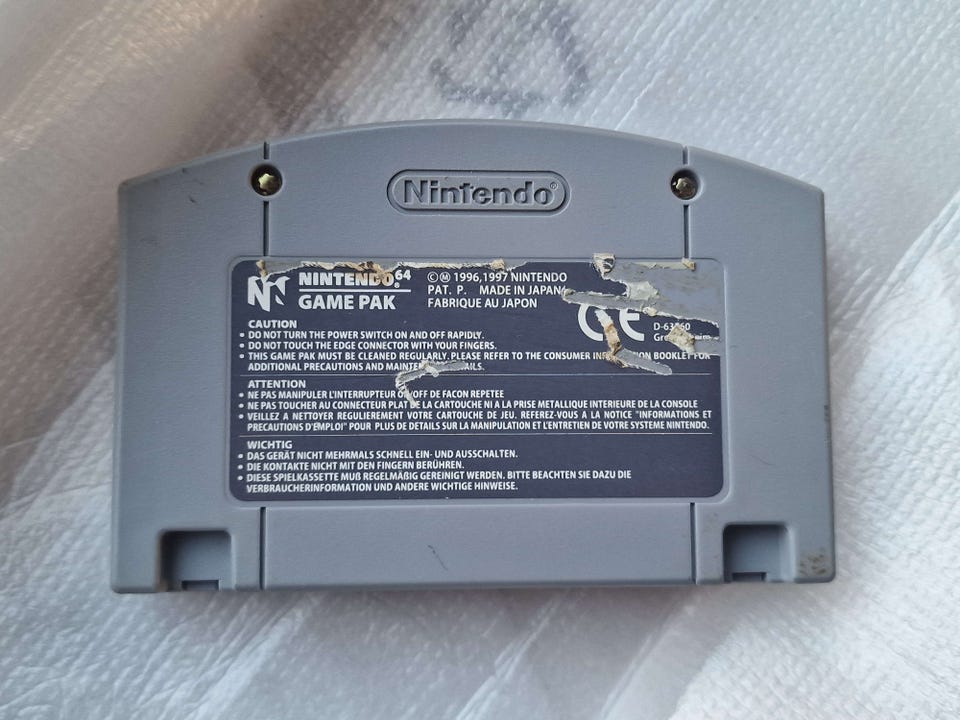 Nintendo®
NINTENDO.64
GAME PAK
©Ⓜ 1996,1997 NINTENDO
PAT. P. MADE IN JAPAN
FABRIQUE AU JAPON
CE
CAUTION
• DO NOT TURN THE POWER SWITCH ON AND OFF RAPIDLY.
• DO NOT TOUCH THE EDGE CONNECTOR WITH YOUR FINGERS.
• THIS GAME PAK MUST BE CLEANED REGULARLY. PLEASE REFER TO THE CONSUMER BOOKLET FOR
ADDITIONAL PRECAUTIONS AND
ATTENTION
• NE PAS MANIPULER L'INTERRUPTEUR ON/OFF DE FACON REPETEE
• NE PAS TOUCHER AU CONNECTEUR PLAT DE LA CARTOUCHE NI A LA PRISE METALLIQUE INTERIEURE DE LA CONSOLE
• VEILLEZ A NETTOYER REGULIEREMENT VOTRE CARTOUCHE DE JEU. REFEREZ-VOUS A LA NOTICE "INFORMATIONS ET
PRECAUTIONS D'EMPLOI" POUR PLUS DE DETAILS SUR LA MANIPULATION ET L'ENTRETIEN DE VOTRE SYSTEME NINTENDO.
WICHTIG
• DAS GERÄT NICHT MEHRMALS SCHNELL EIN- UND AUSSCHALTEN.
• DIE KONTAKTE NICHT MIT DEN FINGERN BERÜHREN.
• DIESE SPIELKASSETTE MUß REGELMÄßIG GEREINIGT WERDEN. BITTE BEACHTEN SIE DAZU DIE
VERBRAUCHERINFORMATION UND ANDERE WICHTIGE HINWEISE.